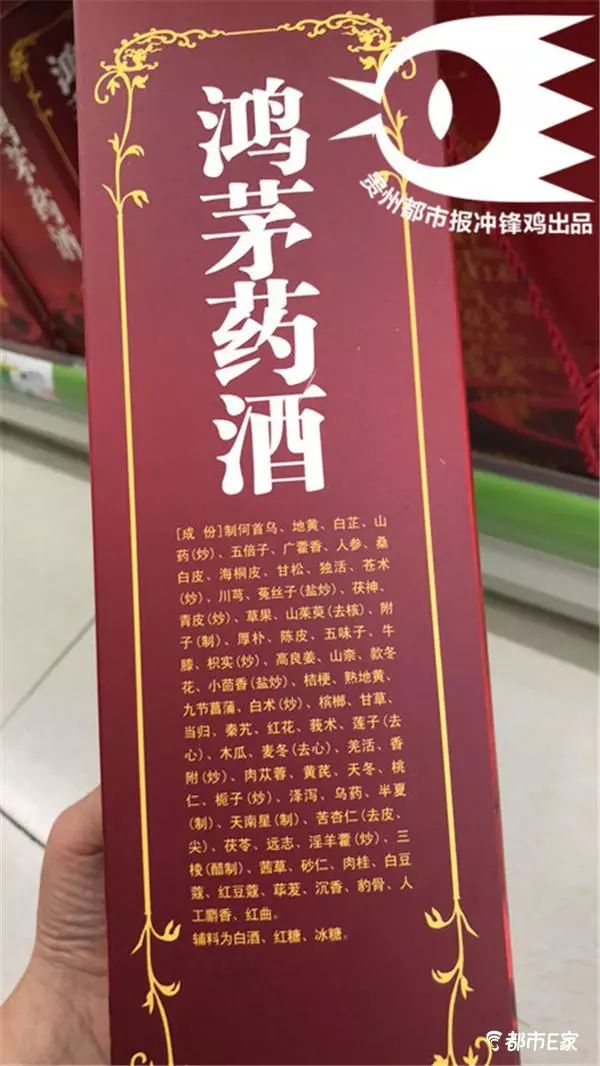 鸿茅药酒
贵州都市报冲锋鸡出品
[成 份]制何首乌、地黄、白芷、山
药(炒)、五倍子、广藿香、人参、桑
白皮、海桐皮、甘松、独活、苍术
(炒)、川芎、菟丝子(盐炒)、茯神、
青皮(炒)、草果、山茱萸(去核)、附
子(制)、厚朴、陈皮、五味子、牛
膝、枳实(炒)、高良姜、山柰、款冬
花、小茴香(盐炒)、桔梗、熟地黄、
九节菖蒲、白术(炒)、槟榔、甘草、
当归、秦艽、红花、莪术、莲子(去
心)、木瓜、麦冬(去心)、羌活、香
附(炒)、肉苁蓉、黄芪、天冬、桃
仁、栀子(炒)、泽泻、乌药、半夏
(制)、天南星(制)、苦杏仁(去皮、
尖)、茯苓、远志、淫羊藿(炒)、三
棱(醋制)、茜草、砂仁、肉桂、白豆
蔻、红豆蔻、荜茇、沉香、豹骨、人
工麝香、红曲。
辅料为白酒、红糖、冰糖。
鸿茅药酒
都市E家